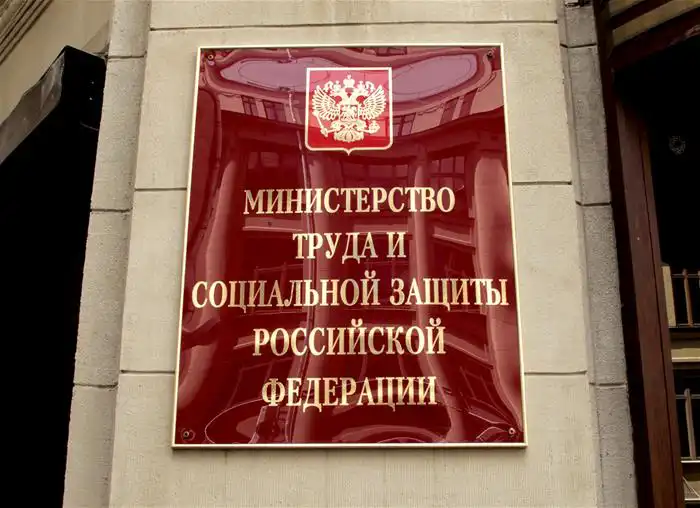 МИНИСТЕРСТВО
ТРУДА И
СОЦИАЛЬНОЙ ЗАЩИТЫ
РОССИЙСКОЙ
ФЕДЕРАЦИИ